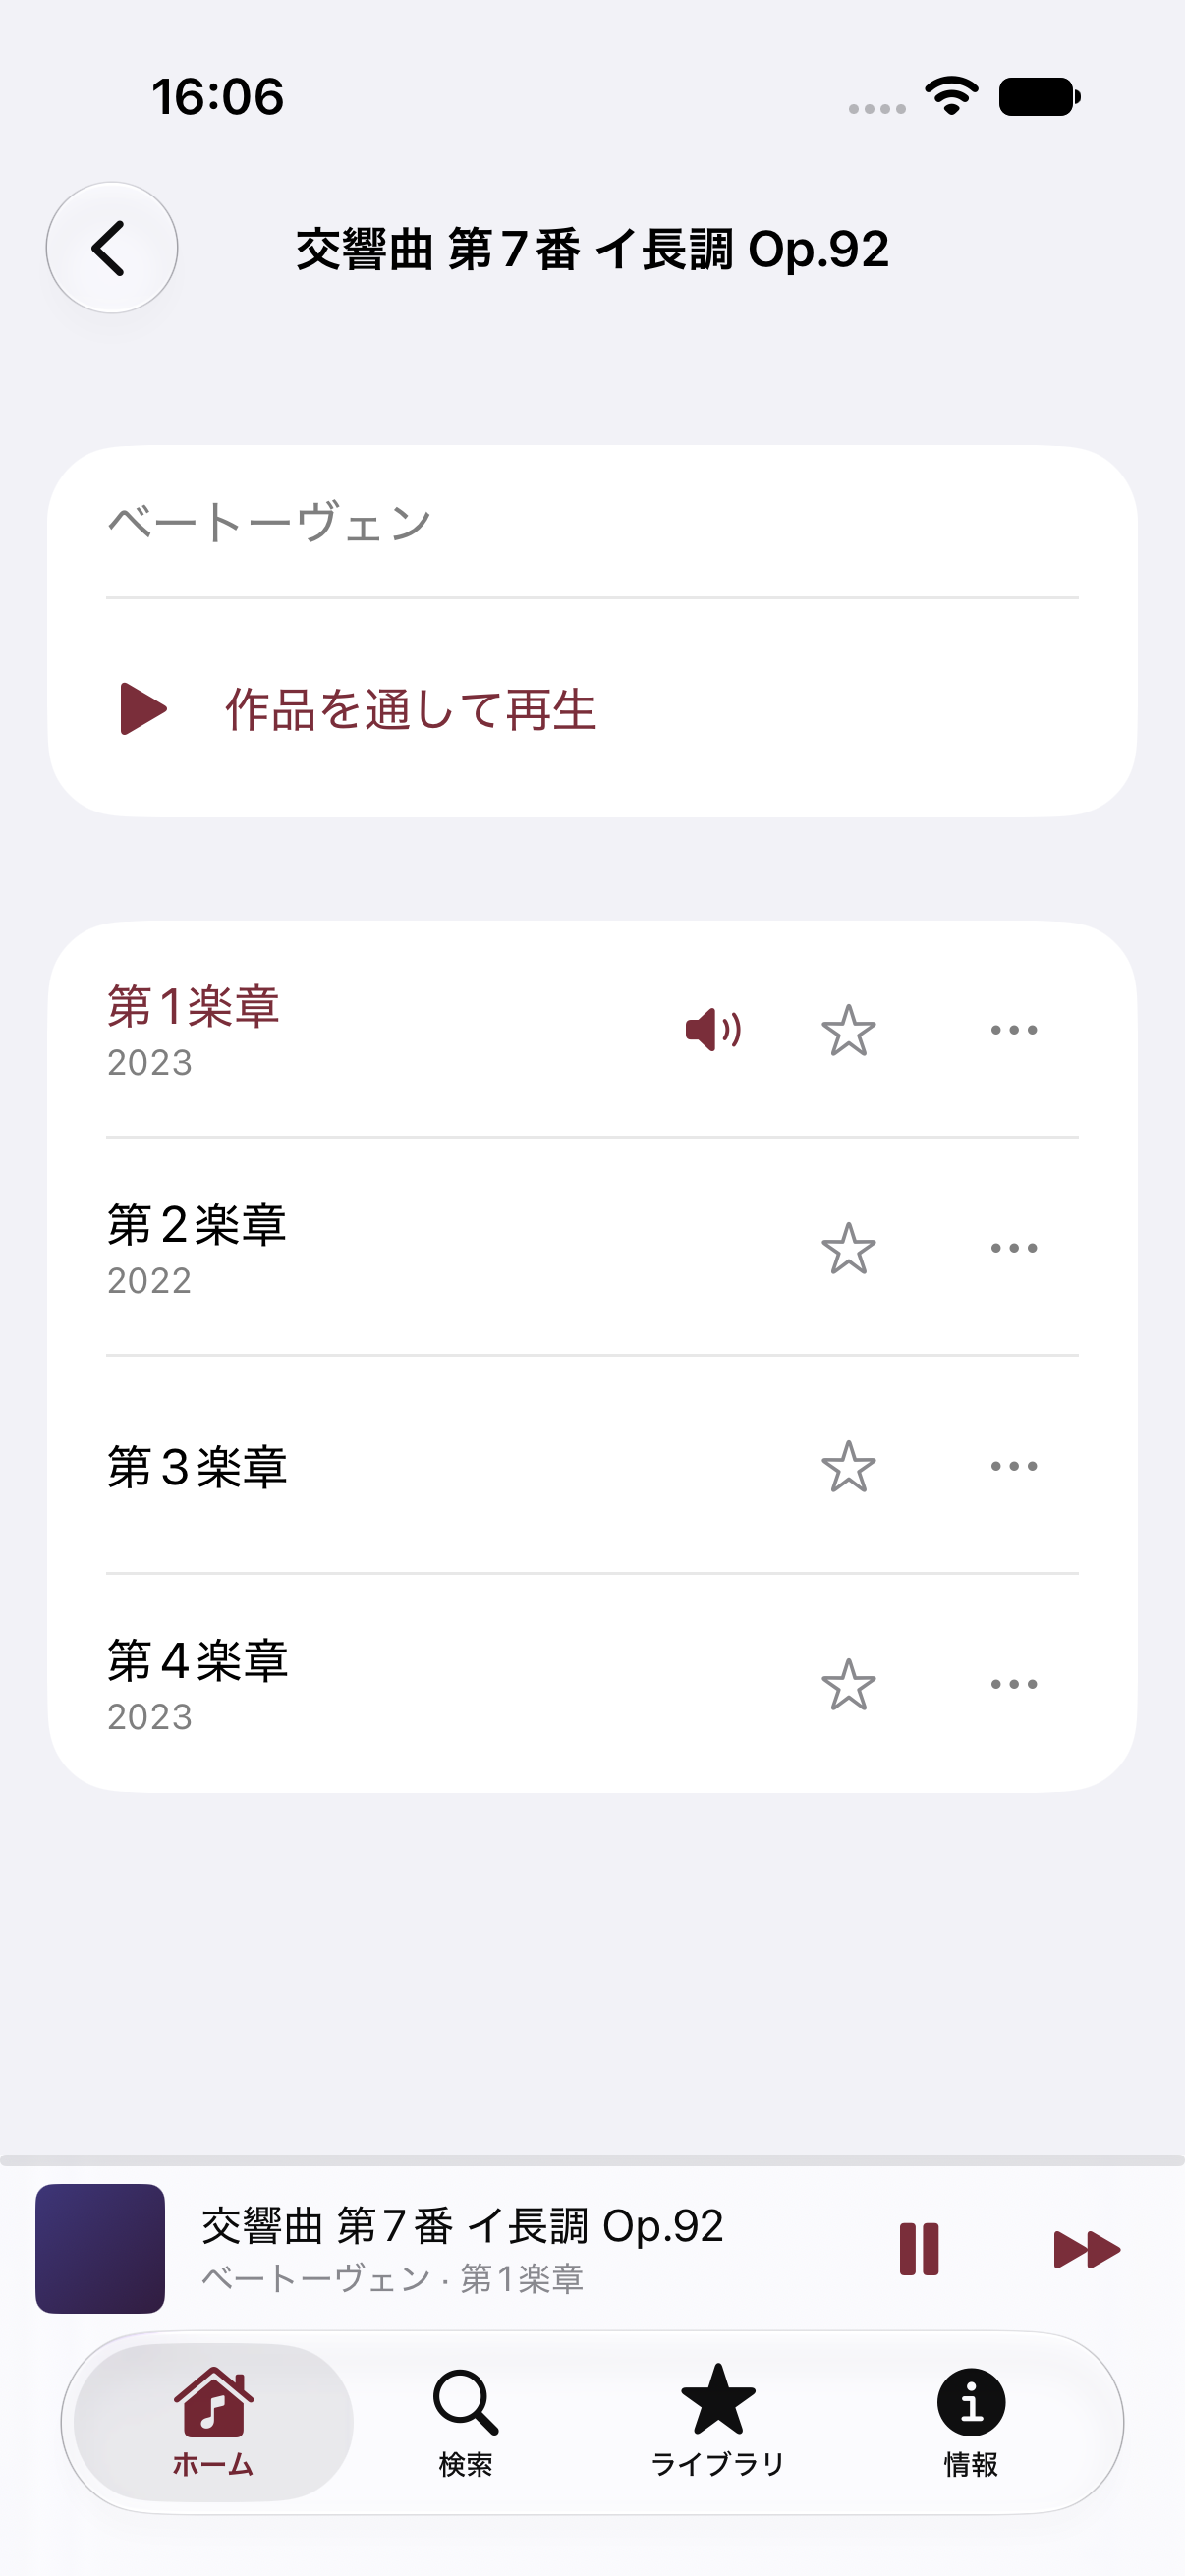 16:06
交響曲 第7番 イ長調 Op.92
ベートーヴェン
作品を通して再生
第1楽章
2023
第2楽章
2022
第3楽章
第4楽章
2023
交響曲 第7番 イ長調 Op.92
ベートーヴェン · 第1楽章
ホーム
検索
ライブラリ
情報